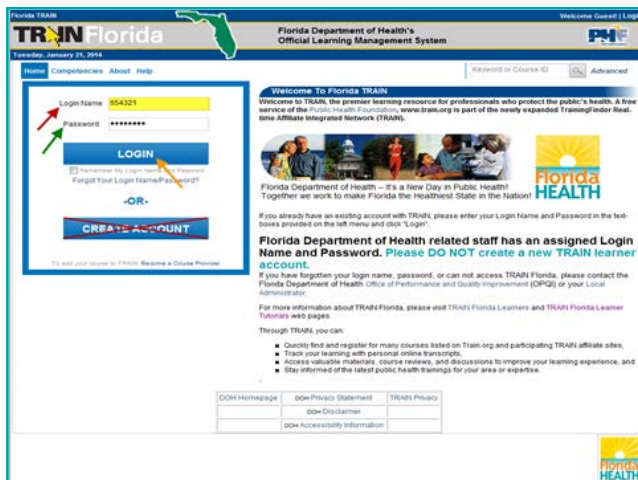 Florida TRAIN
Welcome Guest! | Logi
TRAIN Florida
Florida Department of Health's
Official Learning Management System
PHF
Tuesday, January 21, 2014
Home Competencies About Help
Keyword or Course ID
Advanced
Login Name 654321
Password ••••••••
LOGIN
Remember My Login Name and Password
Forgot Your Login Name/Password?
-OR-
CREATE ACCOUNT
To add your course to TRAIN: Become a Course Provider
Welcome To Florida TRAIN
Welcome to TRAIN, the premier learning resource for professionals who protect the public's health. A free
service of the Public Health Foundation, www.train.org is part of the newly expanded TrainingFinder Real-
time Affiliate Integrated Network (TRAIN).
Florida
HEALTH
Florida Department of Health – It's a New Day in Public Health!
Together we work to make Florida the Healthiest State in the Nation!
If you already have an existing account with TRAIN, please enter your Login Name and Password in the text-
boxes provided on the left menu and click "Login".
Florida Department of Health related staff has an assigned Login
Name and Password. Please DO NOT create a new TRAIN learner
account.
If you have forgotten your login name, password, or can not access TRAIN Florida, please contact the
Florida Department of Health Office of Performance and Quality Improvement (OPQI) or your Local
Administrator.
For more information about TRAIN Florida, please visit TRAIN Florida Learners and TRAIN Florida Learner
Tutorials web pages.
Through TRAIN, you can:
■ Quickly find and register for many courses listed on Train.org and participating TRAIN affiliate sites,
■ Track your learning with personal online transcripts,
■ Access valuable materials, course reviews, and discussions to improve your learning experience, and
■ Stay informed of the latest public health trainings for your area or expertise.
DOH Homepage
DOH Privacy Statement
TRAIN Privacy
DOH Disclaimer
DOH Accessibility Information
Florida
HEALTH